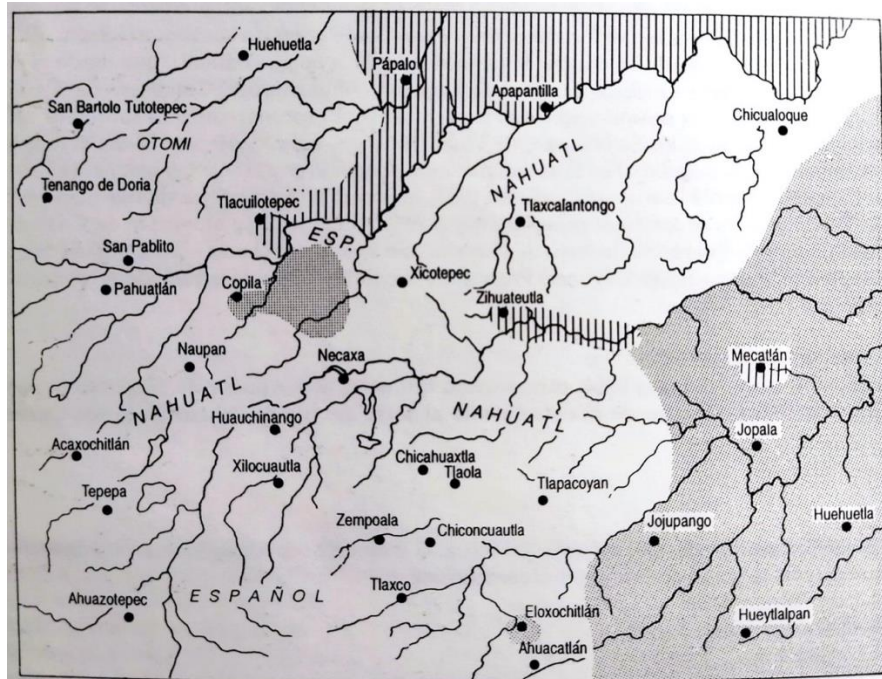 Huehuetla
Pápalo
Apapantilla
San Bartolo Tutotepec
Chicualoque
OTOMI
NAHUATL
Tenango de Doria
Tlacuilotepec
Tlaxcalantongo
ESP.
San Pablito
Xicotepec
Pahuatlán
Copila
Zihuateutla
Naupan
Necaxa
Mecatlán
NAHUATL
NAHUATL
Huauchinango
Acaxochitlán
Jopala
Chicahuaxtla
Xilocuautla
Tlaola
Tlapacoyan
Tepepa
Zempoala
Chiconcuautla
Jojupango
Huehuetla
Tlaxco
ESPAÑOL
Ahuazotepec
Eloxochitlán
Hueytlalpan
Ahuacatlán